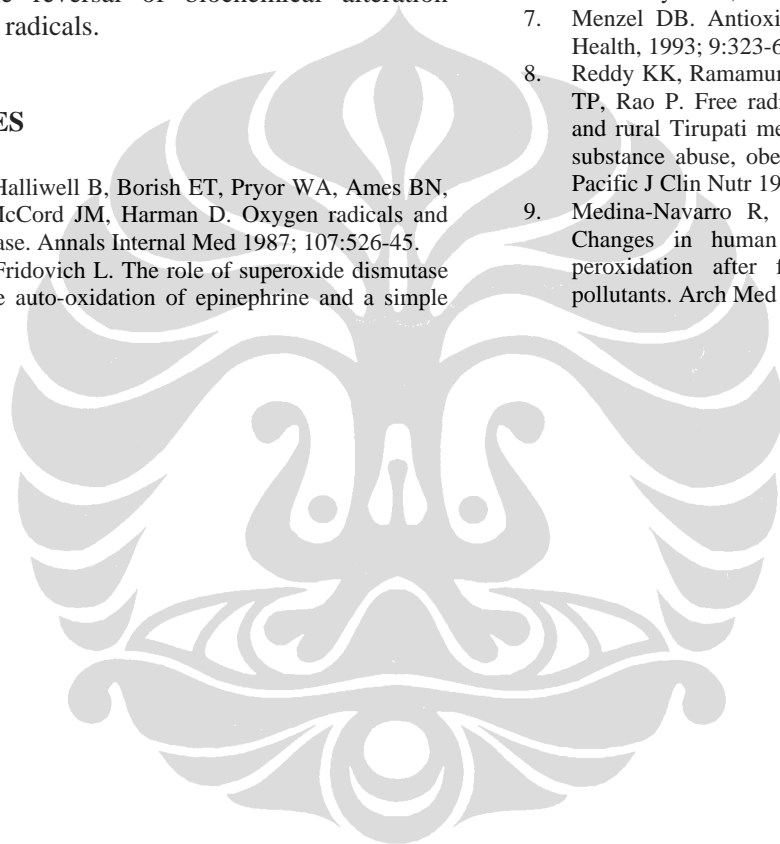 reversal of biochemical alteration
radicals.
ES
Halliwell B, Borish ET, Pryor WA, Ames BN,
McCord JM, Harman D. Oxygen radicals and
ase. Annals Internal Med 1987; 107:526-45.
Fridovich L. The role of superoxide dismutase
e auto-oxidation of epinephrine and a simple
7. Menzel DB. Antioxi
Health, 1993; 9:323-6
8. Reddy KK, Ramamur
TP, Rao P. Free radi
and rural Tirupati me
substance abuse, obe
Pacific J Clin Nutr 19
9. Medina-Navarro R,
Changes in human
peroxidation after f
pollutants. Arch Med